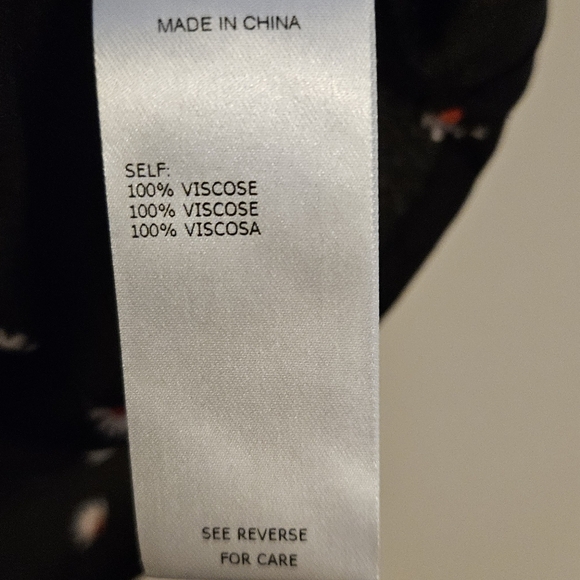 MADE IN CHINA
SELF:
100% VISCOSE
100% VISCOSE
100% VISCOSA
SEE REVERSE
FOR CARE